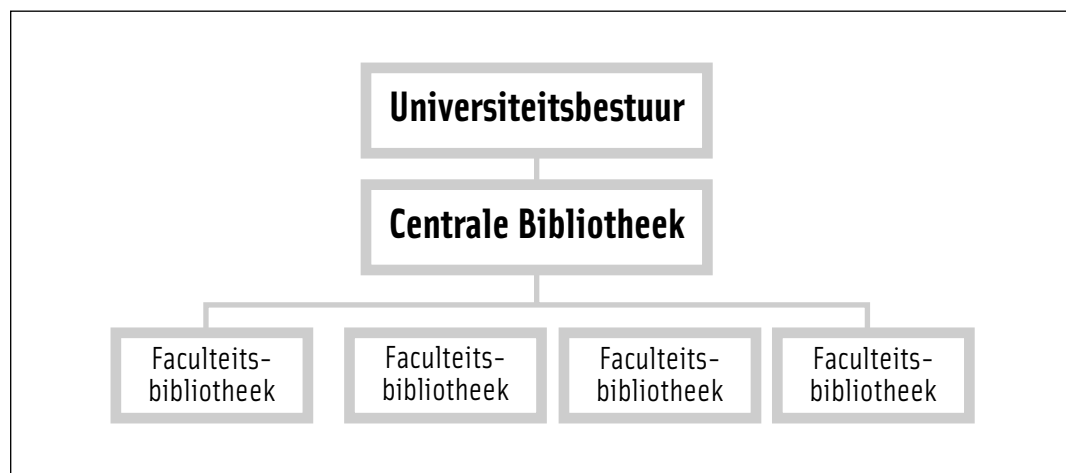 Universiteitsbestuur
Centrale Bibliotheek
Faculteits-
bibliotheek
Faculteits-
bibliotheek
Faculteits-
bibliotheek
Faculteits-
bibliotheek